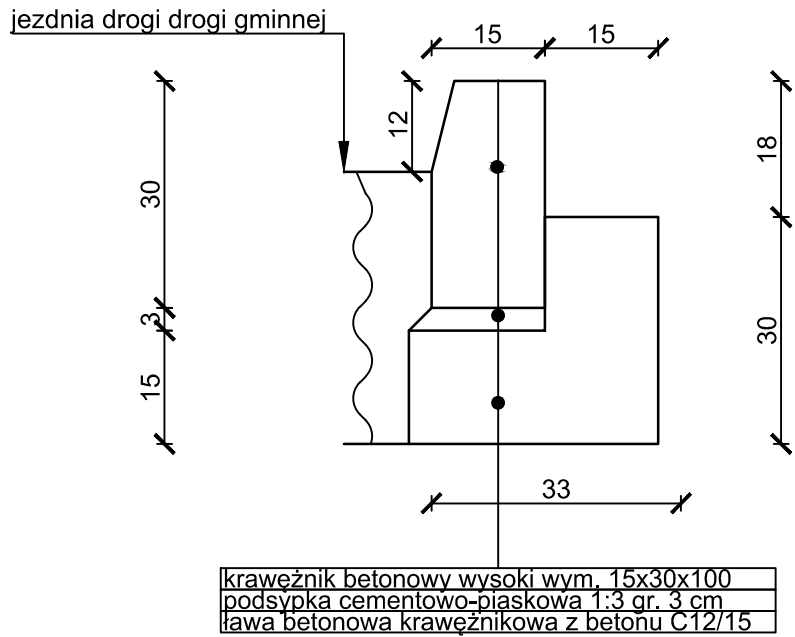 jezdnia drogi drogi gminnej
15
15
12
18
30
3
30
15
33
krawężnik betonowy wysoki wym. 15x30x100
podsypka cementowo-piaskowa 1:3 gr. 3 cm
ława betonowa krawężnikowa z betonu C12/15